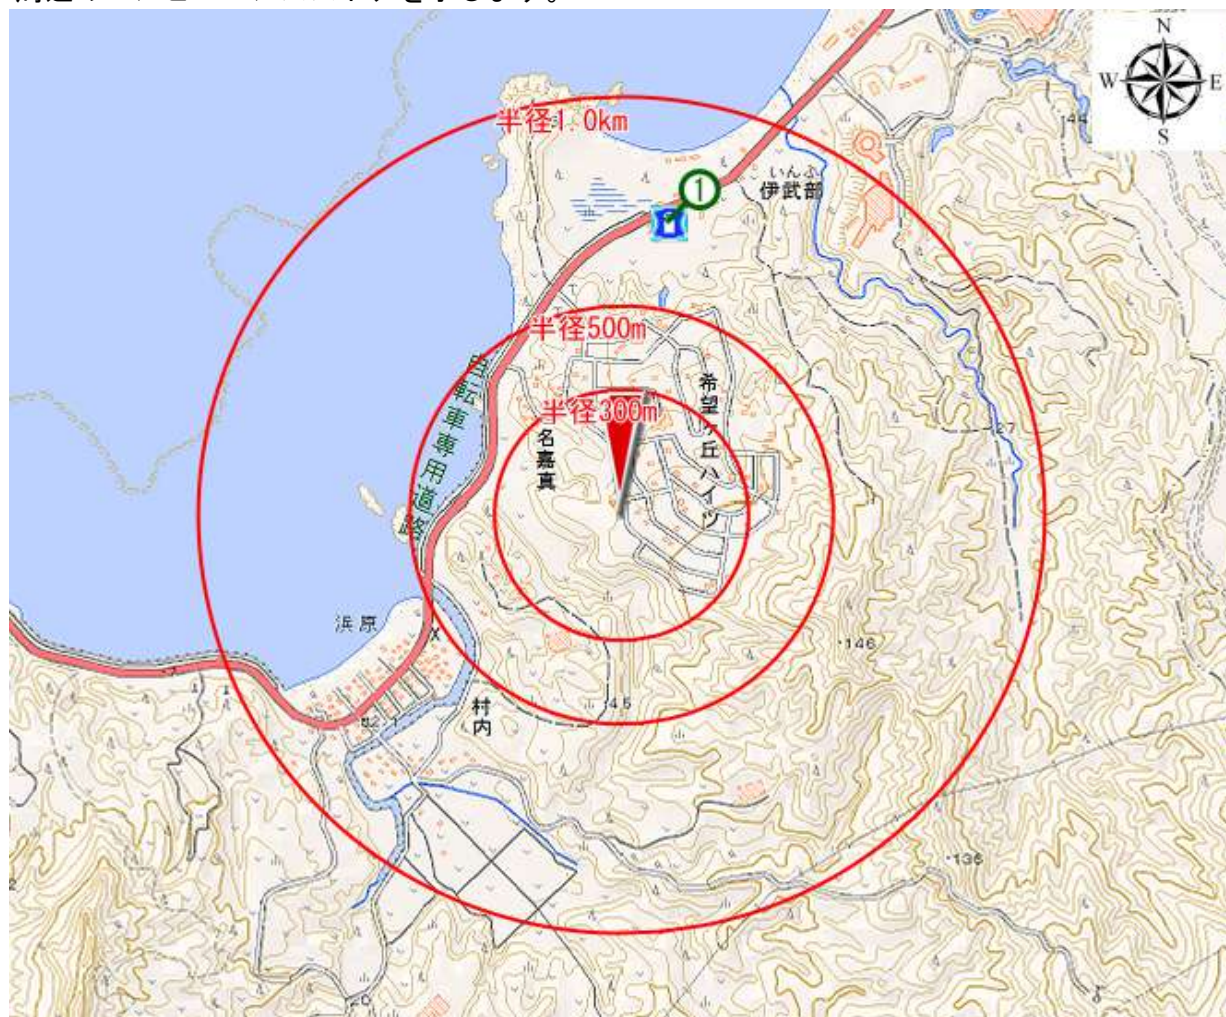 N
W
E
S
・44
半径1.0km
①
いんぶ
伊武部
半径500m
自転車専用道路
希望ヶ丘ハイツ
半径300m
名嘉真
・27
浜原
・146
・45
村内
・136
20